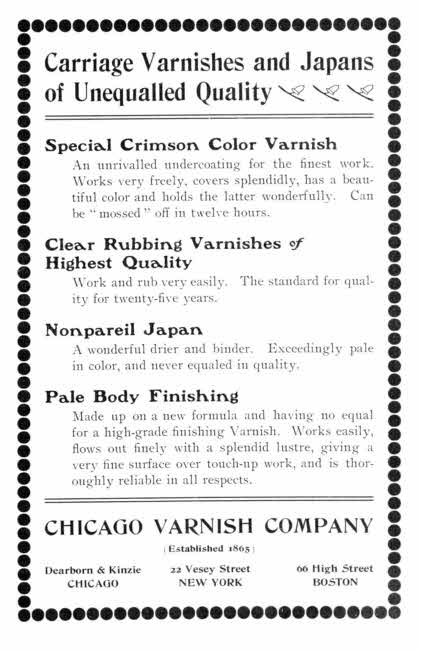 Carriage Varnishes and Japans
of Unequalled Quality
Special Crimson Color Varnish
An unrivalled undercoating for the finest work.
Works very freely, covers splendidly, has a beau-
tiful color and holds the latter wonderfully. Can
be "mossed" off in twelve hours.
Clear Rubbing Varnishes of
Highest Quality
Work and rub very easily. The standard for qual-
ity for twenty-five years.
Nonpareil Japan
A wonderful drier and binder. Exceedingly pale
in color, and never equaled in quality.
Pale Body Finishing
Made up on a new formula and having no equal
for a high-grade finishing Varnish. Works easily,
flows out finely with a splendid lustre, giving a
very fine surface over touch-up work, and is thor-
oughly reliable in all respects.
CHICAGO VARNISH COMPANY
(Established 1865)
Dearborn & Kinzie 22 Vesey Street 66 High Street
CHICAGO NEW YORK BOSTON